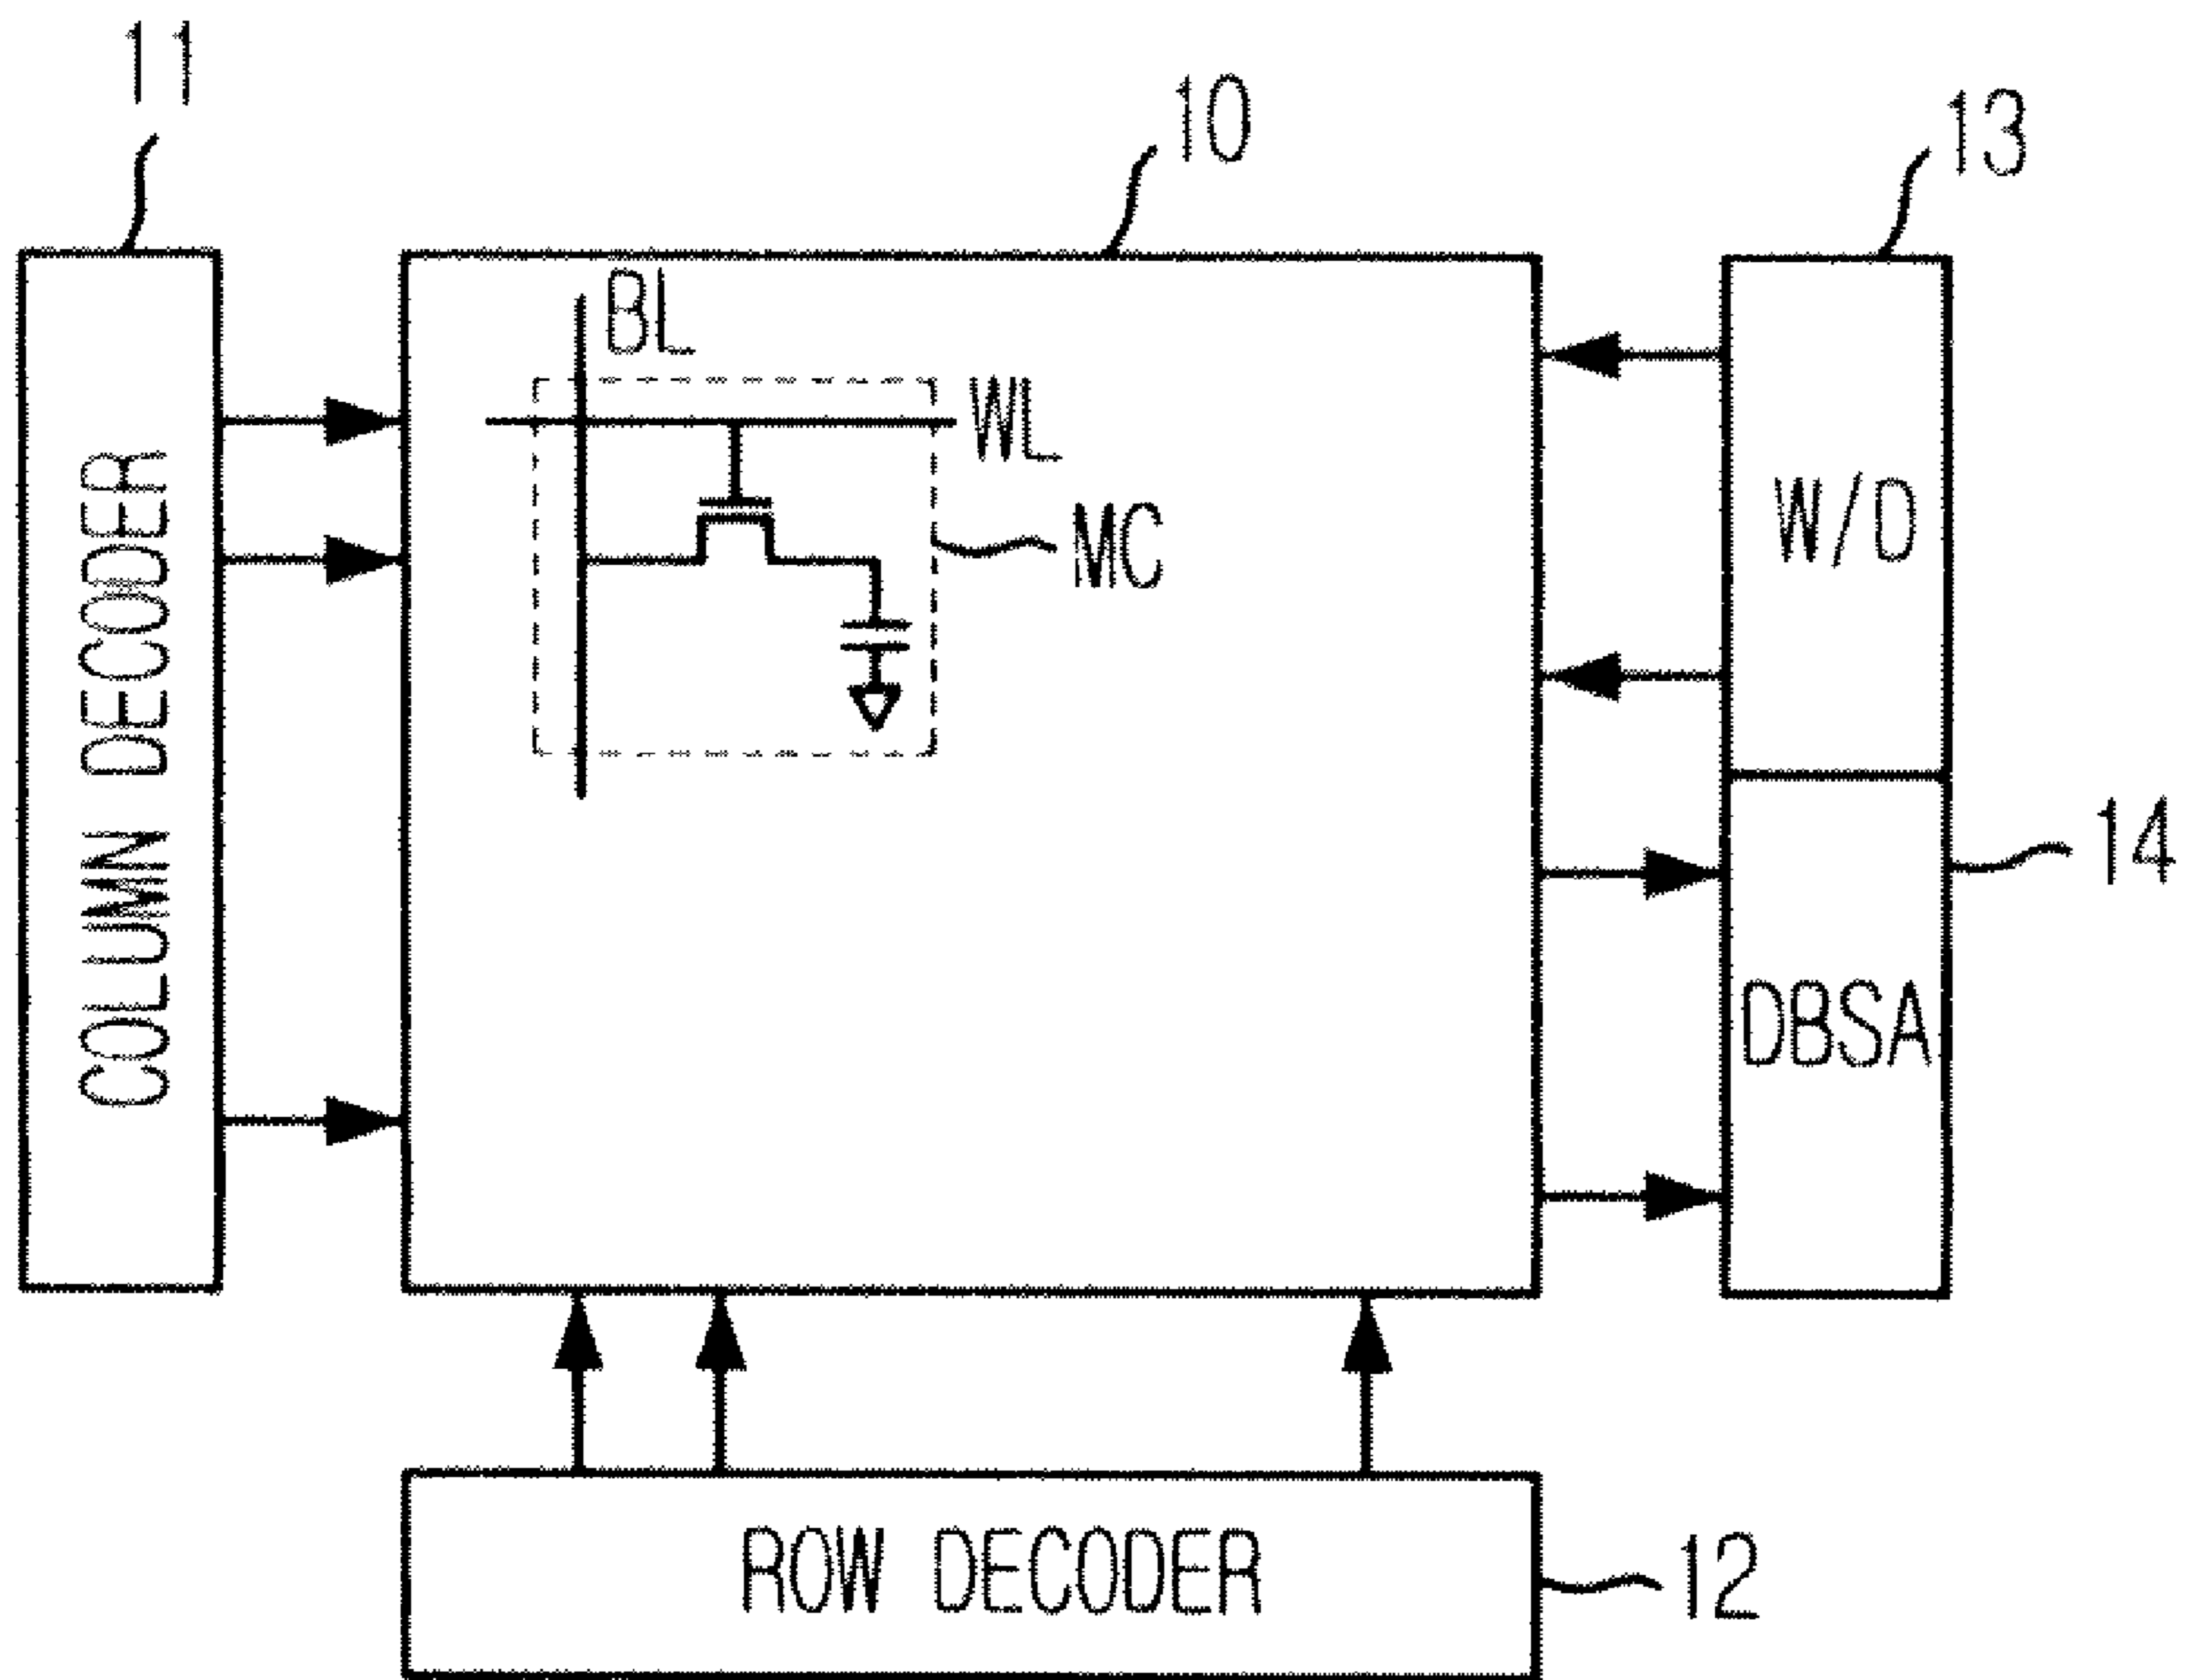 11
10
13
BL
WL
MC
W/D
COLUMN DECODER
14
DBSA
ROW DECODER
12